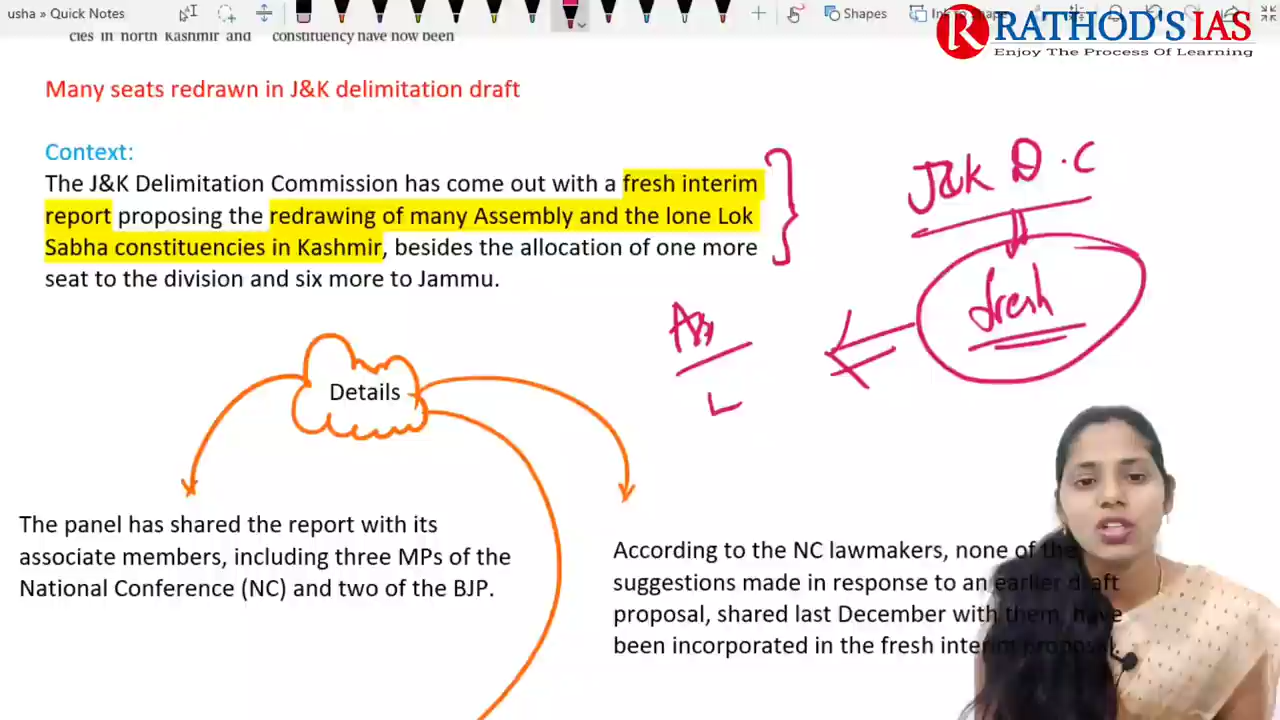 usha » Quick Notes
Shapes
RATHOD'S IAS
Enjoy The Process Of Learning
cies in north Kashmir and
constituency have now been
Many seats redrawn in J&K delimitation draft
Context:
The J&K Delimitation Commission has come out with a fresh interim
report proposing the redrawing of many Assembly and the lone Lok
Sabha constituencies in Kashmir, besides the allocation of one more
seat to the division and six more to Jammu.
J&K D.C
fresh
Ass
L
Details
The panel has shared the report with its
associate members, including three MPs of the
National Conference (NC) and two of the BJP.
According to the NC lawmakers, none of the
suggestions made in response to an earlier draft
proposal, shared last December with them, have
been incorporated in the fresh interim proposal.